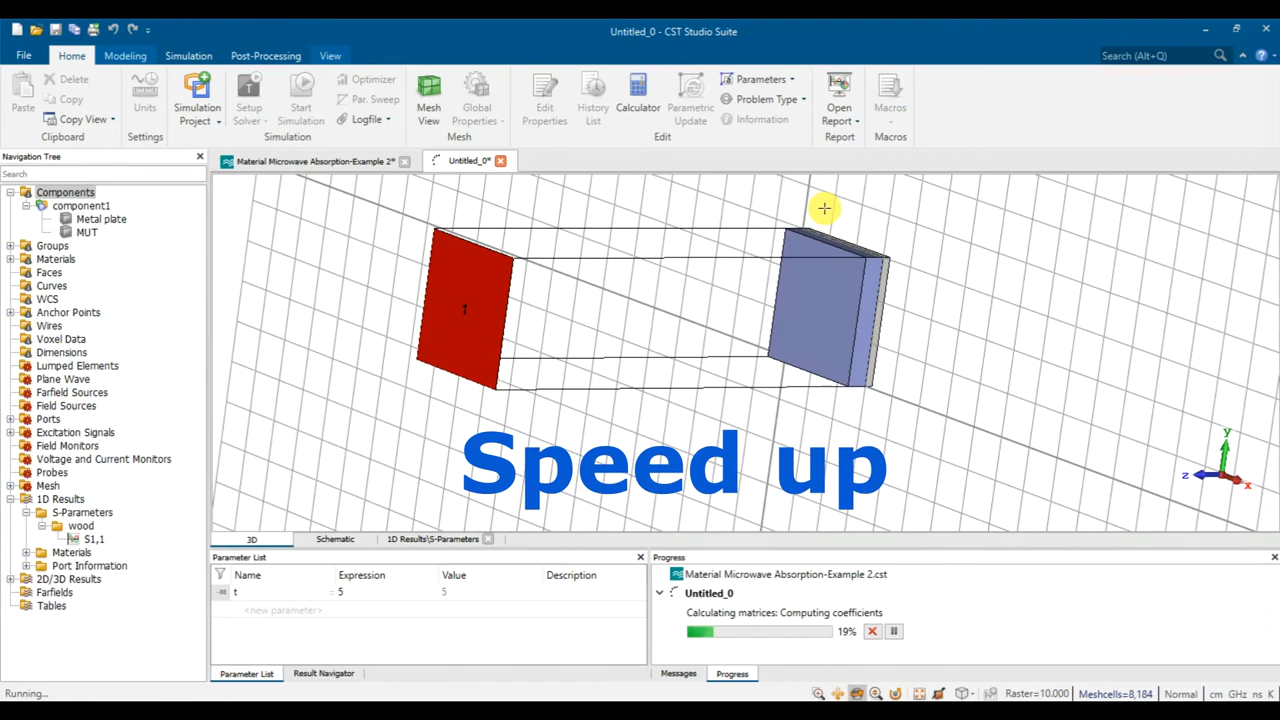 Untitled_0 - CST Studio Suite
File
Home
Modeling
Simulation
Post-Processing
View
Search (Alt+Q)
Paste
Delete
Copy
Copy View
Clipboard
Units
Settings
Simulation Project
Setup Solver
Start Simulation
Optimizer
Par. Sweep
Logfile
Simulation
Mesh View
Global Properties
Mesh
Edit Properties
History List
Calculator
Parametric Update
Parameters
Problem Type
Information
Edit
Open Report
Report
Macros
Macros
Navigation Tree
Search
Components
component1
Metal plate
MUT
Groups
Materials
Faces
Curves
WCS
Anchor Points
Wires
Voxel Data
Dimensions
Lumped Elements
Plane Wave
Farfield Sources
Field Sources
Ports
Excitation Signals
Field Monitors
Voltage and Current Monitors
Probes
Mesh
1D Results
S-Parameters
wood
S1,1
Materials
Port Information
2D/3D Results
Farfields
Tables
Material Microwave Absorption-Example 2*
Untitled_0*
1
Speed up
y
z
x
3D
Schematic
1D Results\S-Parameters
Parameter List
Name Expression Value Description
t = 5 5
<new parameter>
Parameter List
Result Navigator
Progress
Material Microwave Absorption-Example 2.cst
Untitled_0
Calculating matrices: Computing coefficients
19%
Messages
Progress
Running...
Raster=10.000
Meshcells=8,184
Normal
cm GHz ns K